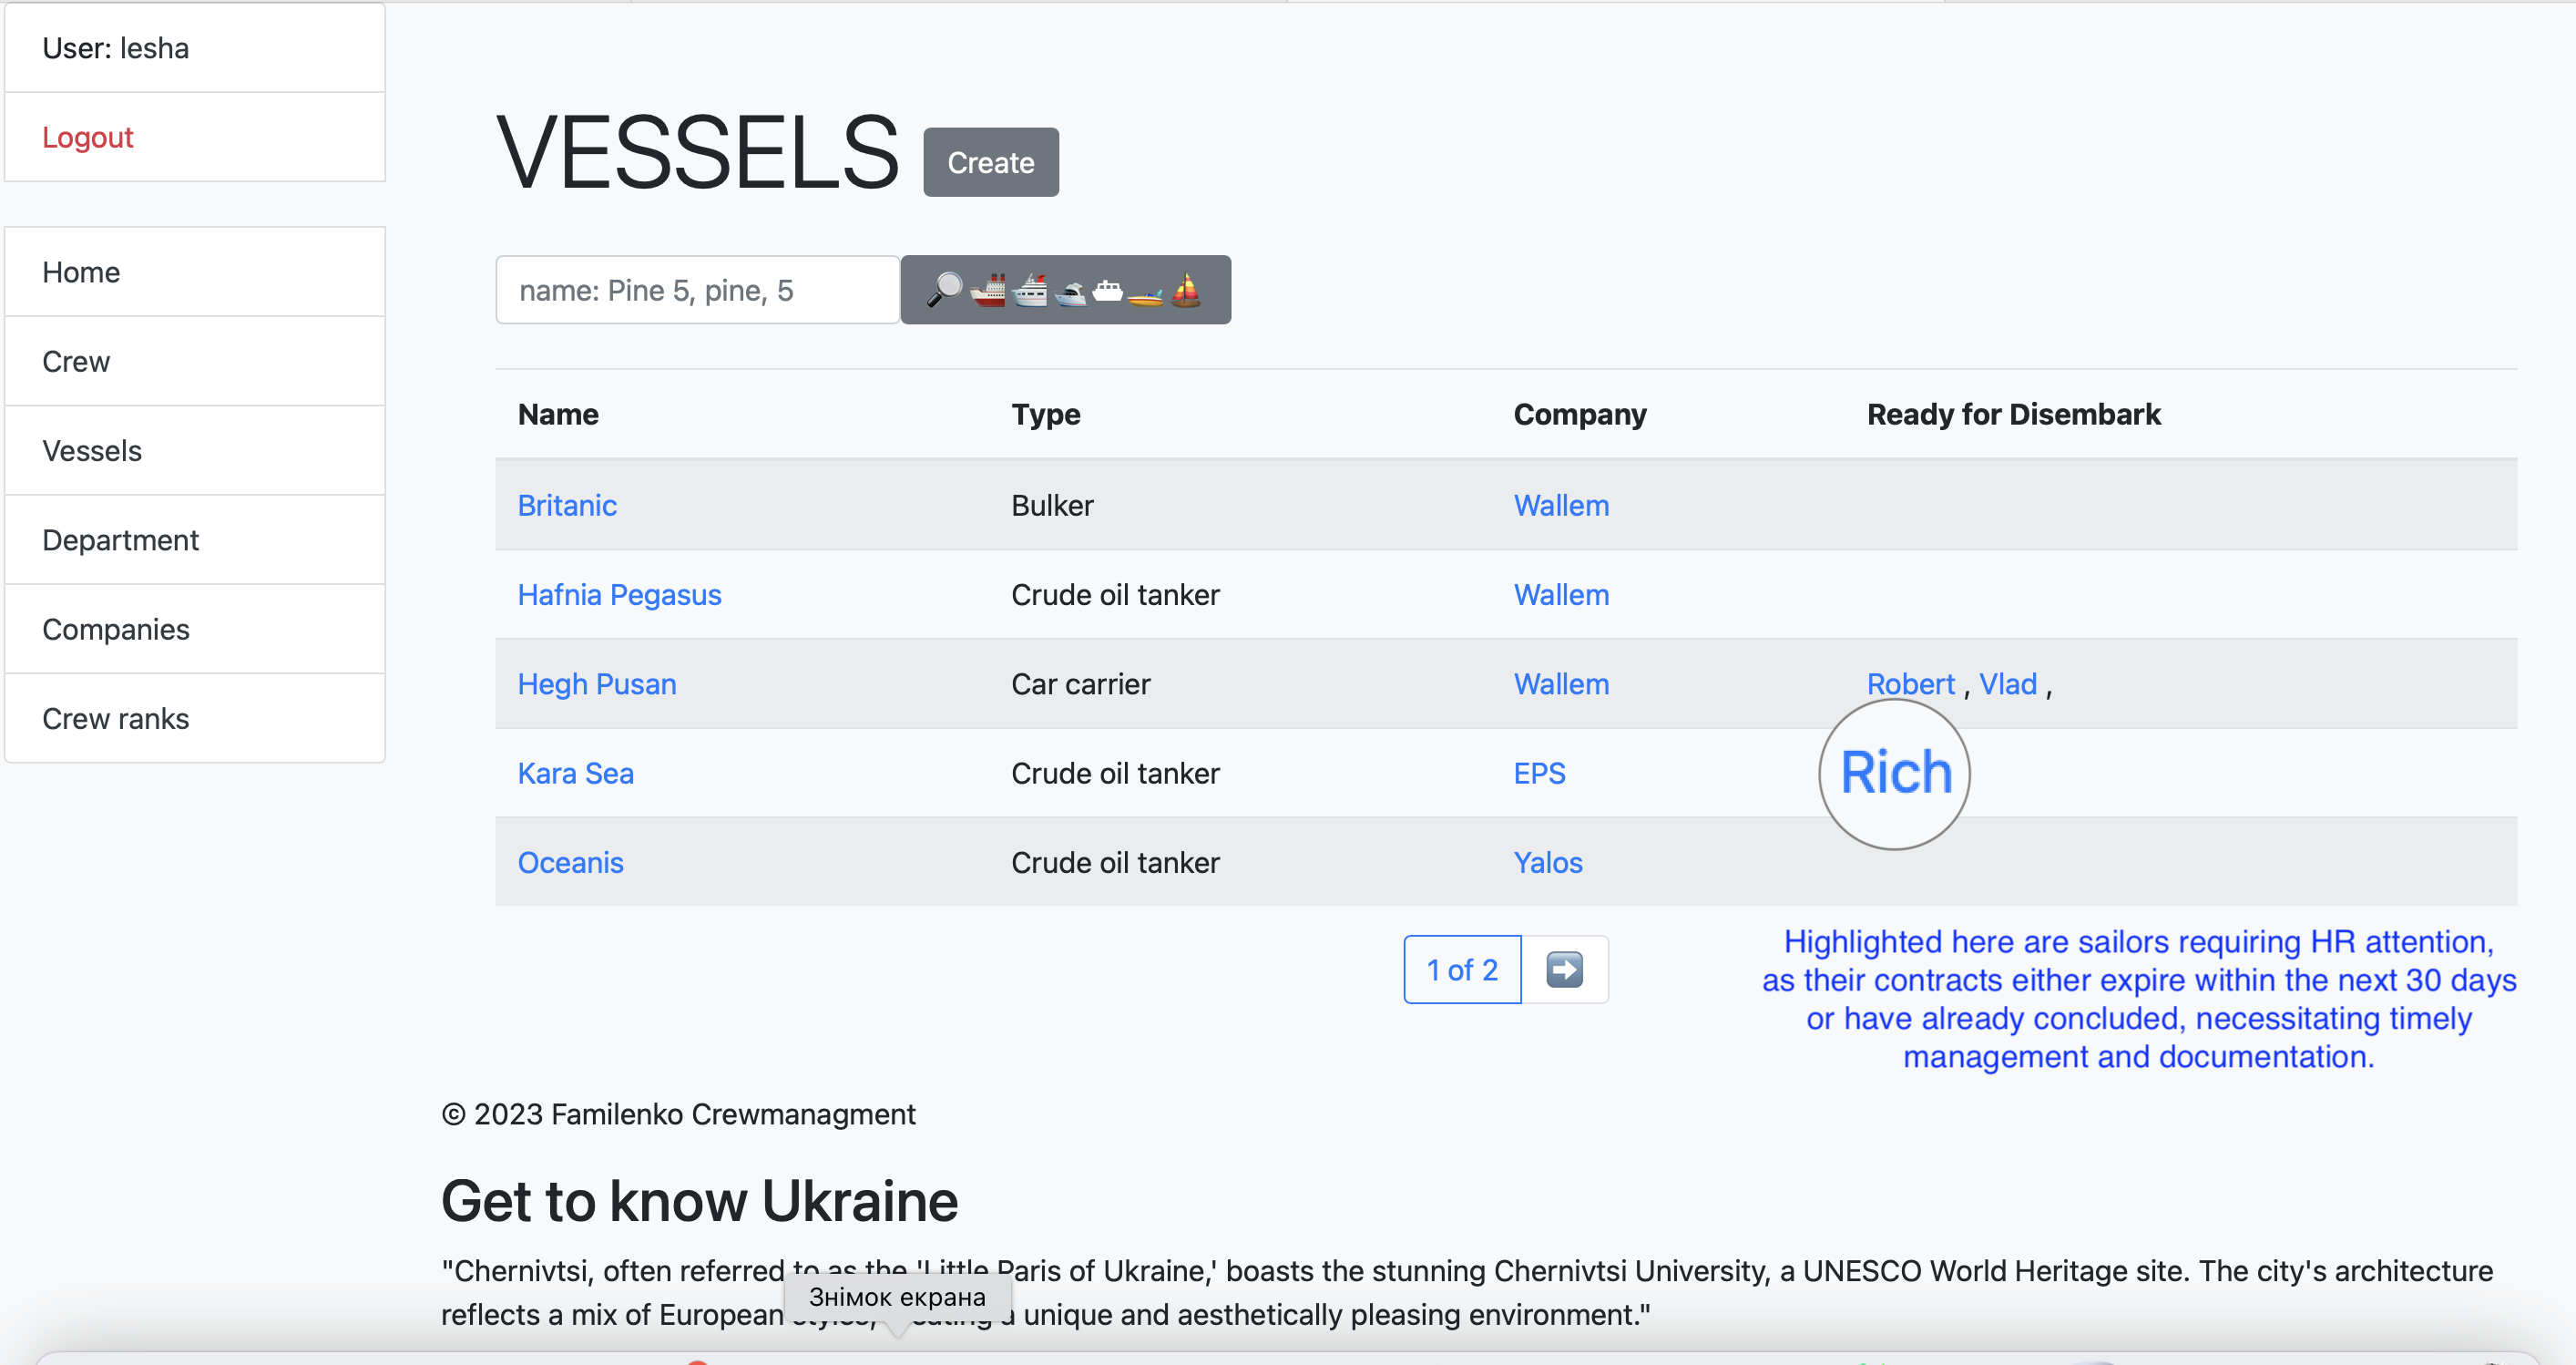 User: lesha
Logout
Home
Crew
Vessels
Department
Companies
Crew ranks
VESSELS Create
name: Pine 5, pine, 5
Name Type Company Ready for Disembark
Britanic Bulker Wallem
Hafnia Pegasus Crude oil tanker Wallem
Hegh Pusan Car carrier Wallem Robert , Vlad ,
Kara Sea Crude oil tanker EPS Rich
Oceanis Crude oil tanker Yalos
1 of 2
Highlighted here are sailors requiring HR attention,
as their contracts either expire within the next 30 days
or have already concluded, necessitating timely
management and documentation.
© 2023 Familenko Crewmanagment
Get to know Ukraine
"Chernivtsi, often referred to as the 'Little Paris of Ukraine,' boasts the stunning Chernivtsi University, a UNESCO World Heritage site. The city's architecture
reflects a mix of European unique and aesthetically pleasing environment."
Знімок екрана